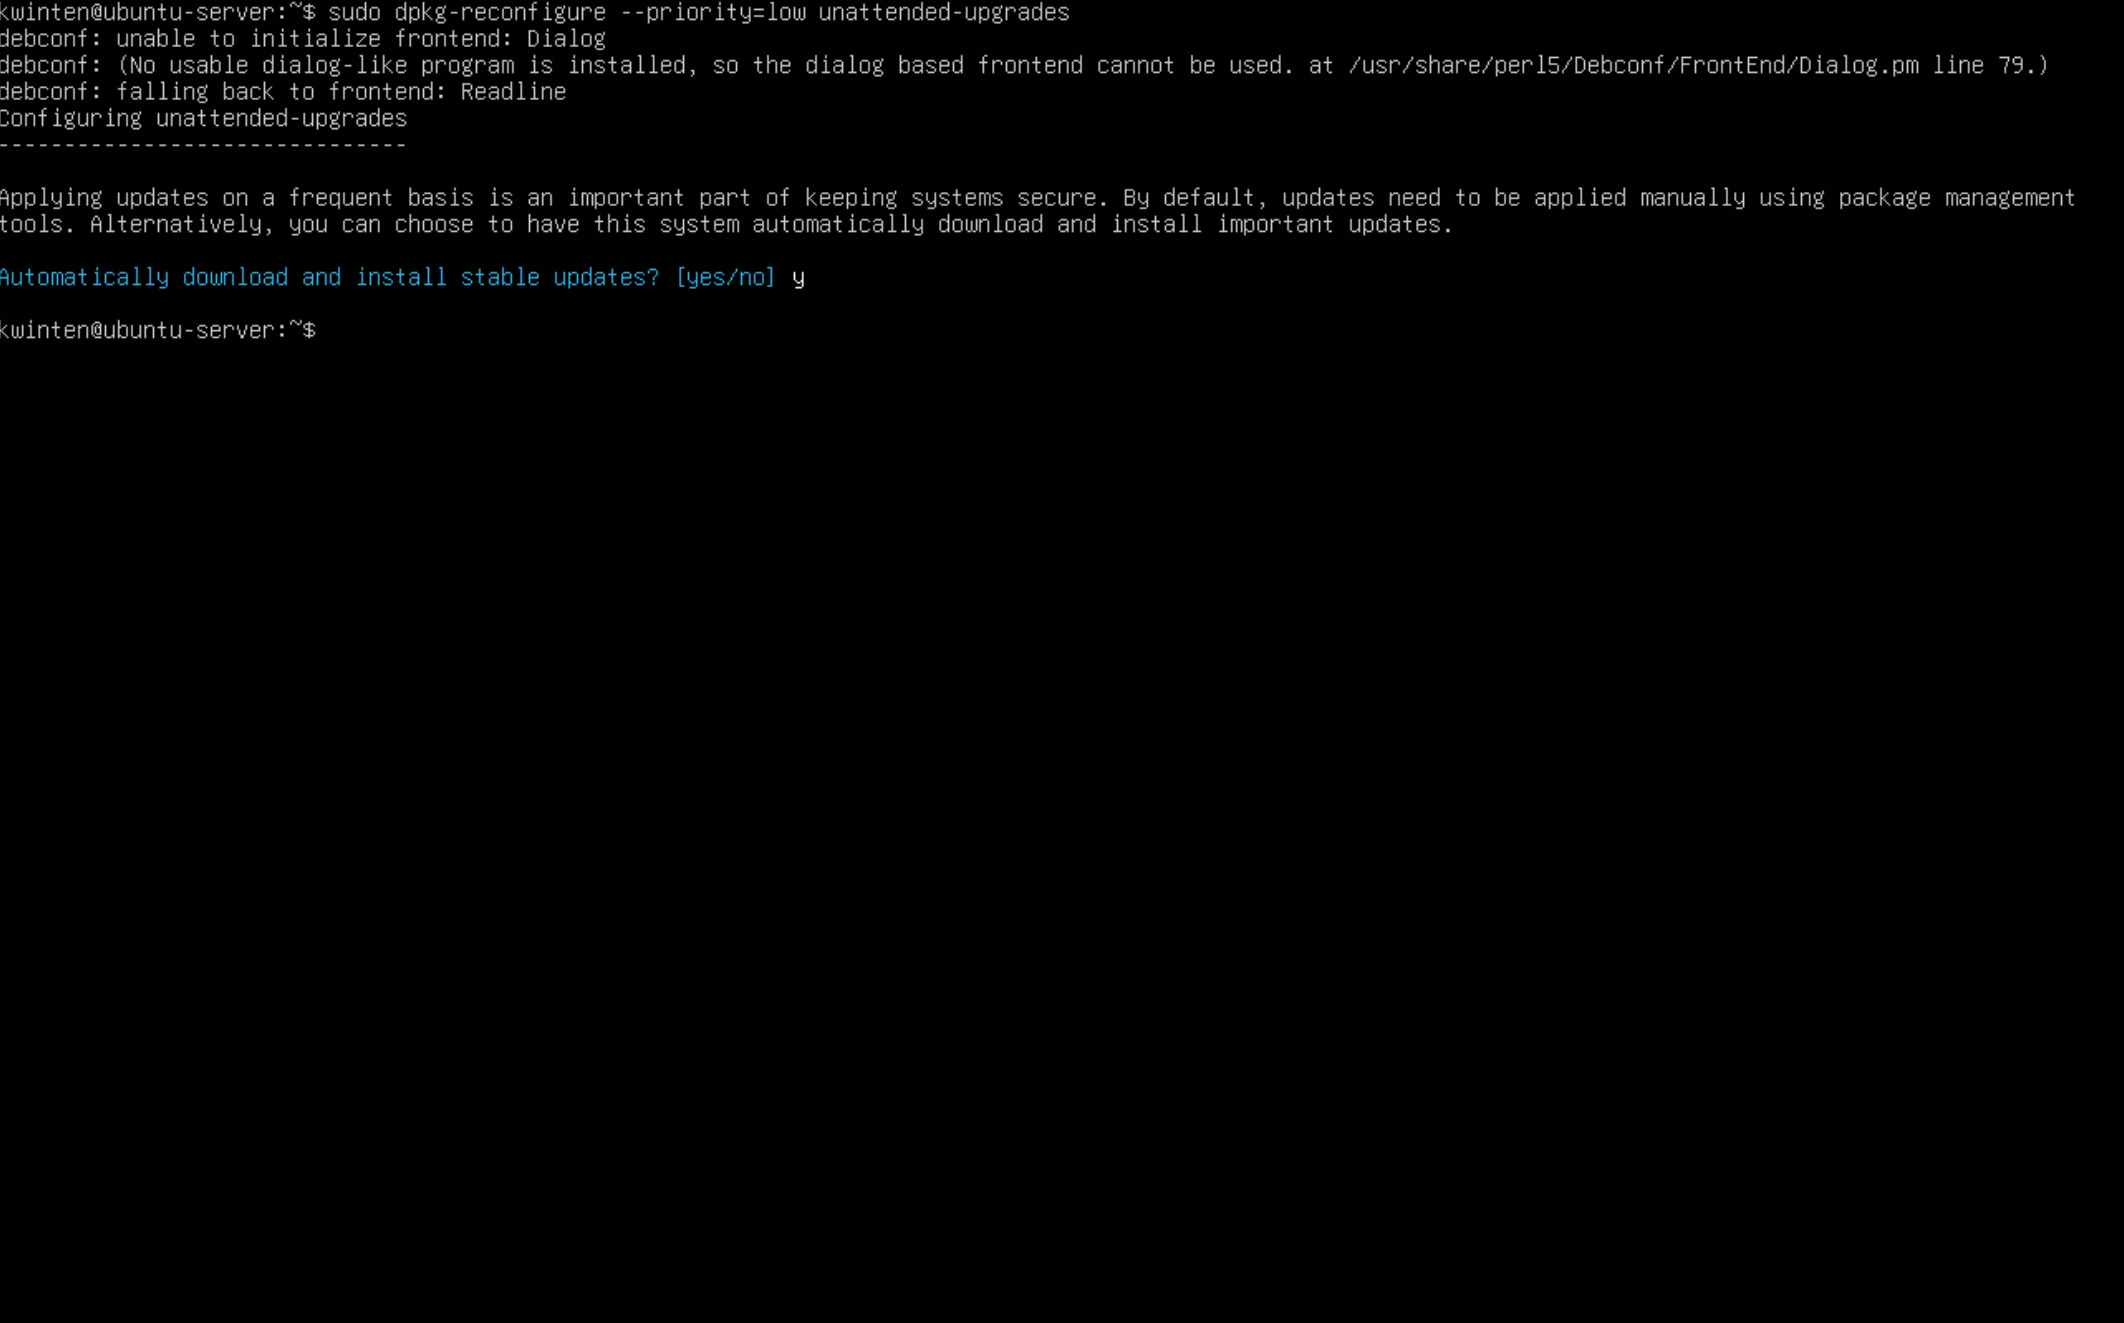 kwinten@ubuntu-server:~$ sudo dpkg-reconfigure --priority=low unattended-upgrades
debconf: unable to initialize frontend: Dialog
debconf: (No usable dialog-like program is installed, so the dialog based frontend cannot be used. at /usr/share/perl5/Debconf/FrontEnd/Dialog.pm line 79.)
debconf: falling back to frontend: Readline
Configuring unattended-upgrades
-------------------------------
Applying updates on a frequent basis is an important part of keeping systems secure. By default, updates need to be applied manually using package management
tools. Alternatively, you can choose to have this system automatically download and install important updates.
Automatically download and install stable updates? [yes/no] y
kwinten@ubuntu-server:~$